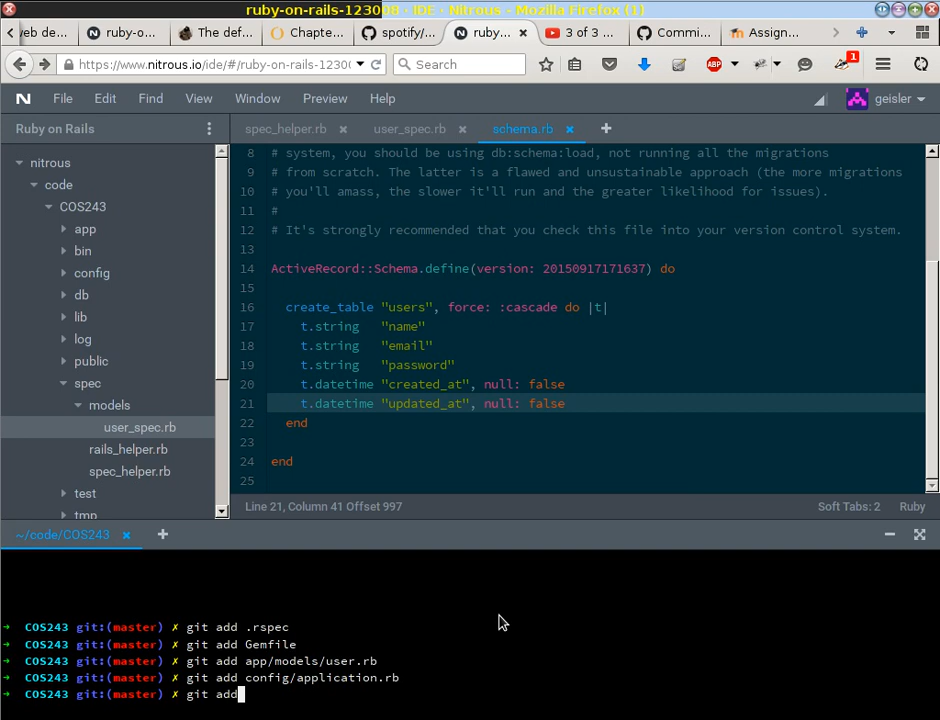 ruby-on-rails-123008 - IDE - Nitrous - Mozilla Firefox (1)
web de...
ruby-o...
The def...
Chapte...
spotify/...
ruby...
3 of 3 ...
Commi...
Assign...
https://www.nitrous.io/ide/#/ruby-on-rails-1230
Search
ABP
1
N File Edit Find View Window Preview Help
geisler
Ruby on Rails
spec_helper.rb
user_spec.rb
schema.rb
nitrous
code
COS243
app
bin
config
db
lib
log
public
spec
models
user_spec.rb
rails_helper.rb
spec_helper.rb
test
tmp
8 # system, you should be using db:schema:load, not running all the migrations
9 # from scratch. The latter is a flawed and unsustainable approach (the more migrations
10 # you'll amass, the slower it'll run and the greater likelihood for issues).
11 #
12 # It's strongly recommended that you check this file into your version control system.
13
14 ActiveRecord::Schema.define(version: 20150917171637) do
15
16 create_table "users", force: :cascade do |t|
17 t.string "name"
18 t.string "email"
19 t.string "password"
20 t.datetime "created_at", null: false
21 t.datetime "updated_at", null: false
22 end
23
24 end
25
Line 21, Column 41 Offset 997
Soft Tabs: 2 Ruby
~/code/COS243
➜ COS243 git:(master) ✗ git add .rspec
➜ COS243 git:(master) ✗ git add Gemfile
➜ COS243 git:(master) ✗ git add app/models/user.rb
➜ COS243 git:(master) ✗ git add config/application.rb
➜ COS243 git:(master) ✗ git add